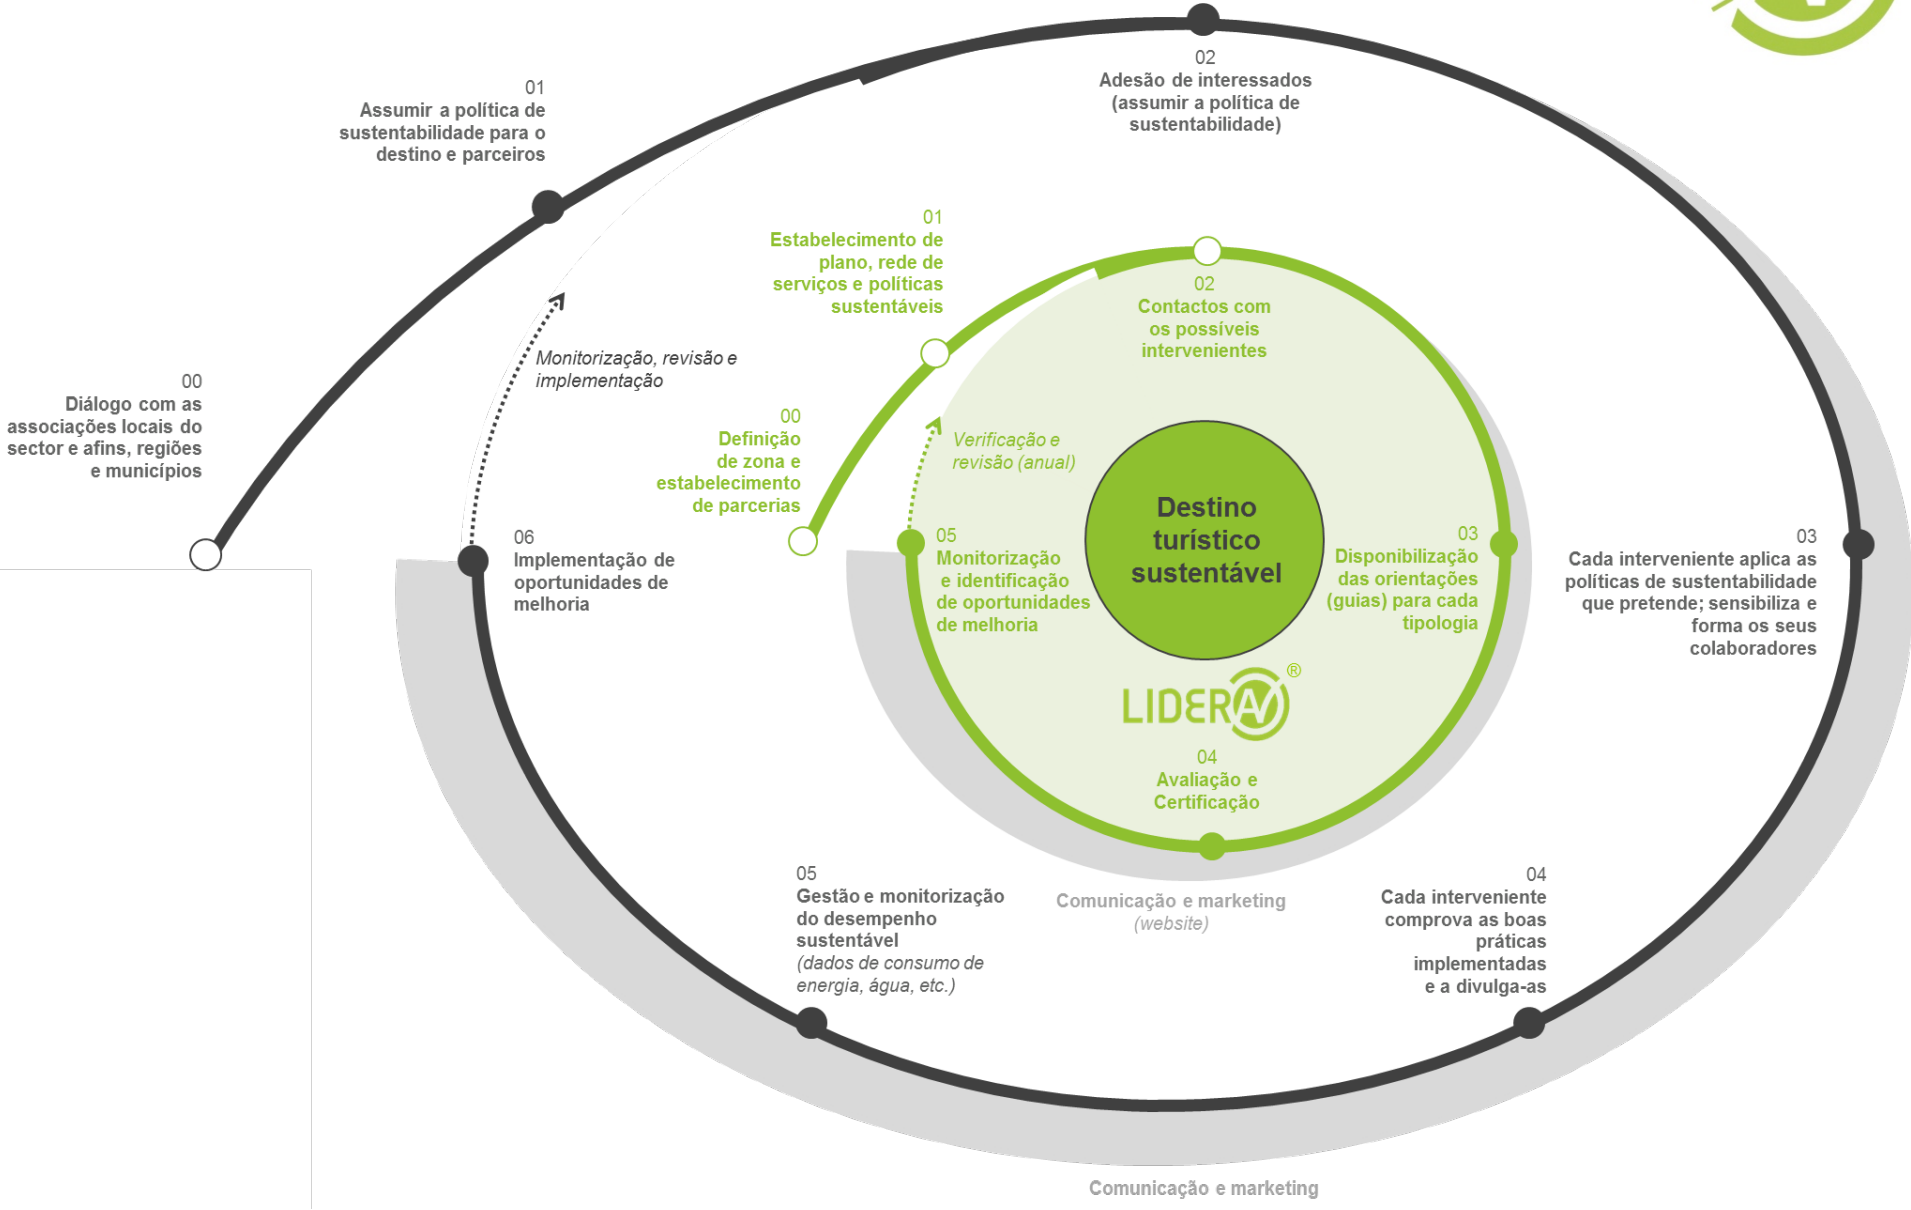 01
Assumir a política de
sustentabilidade para o
destino e parceiros
02
Adesão de interessados
(assumir a política de
sustentabilidade)
00
Diálogo com as
associações locais do
sector e afins, regiões
e municípios
Monitorização, revisão e
implementação
01
Estabelecimento de
plano, rede de
serviços e políticas
sustentáveis
02
Contactos com
os possíveis
intervenientes
00
Definição
de zona e
estabelecimento
de parcerias
Verificação e
revisão (anual)
Destino
turístico
sustentável
06
Implementação de
oportunidades de
melhoria
05
Monitorização
e identificação
de oportunidades
de melhoria
03
Disponibilização
das orientações
(guias) para cada
tipologia
03
Cada interveniente aplica as
políticas de sustentabilidade
que pretende; sensibiliza e
forma os seus
colaboradores
LIDERA®
04
Avaliação e
Certificação
05
Gestão e monitorização
do desempenho
sustentável
(dados de consumo de
energia, água, etc.)
Comunicação e marketing
(website)
04
Cada interveniente
comprova as boas
práticas
implementadas
e a divulga-as
Comunicação e marketing